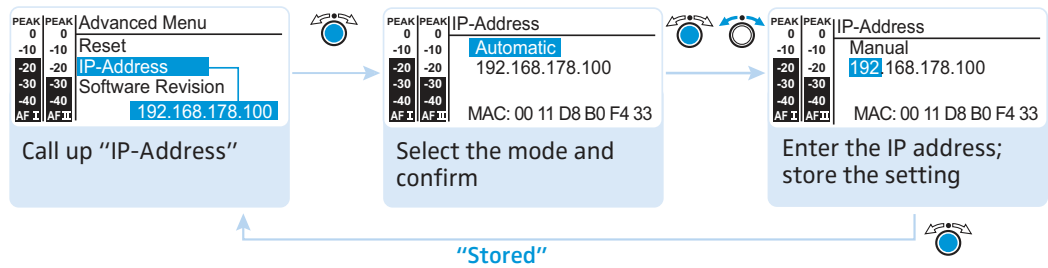 PEAK PEAK Advanced Menu
0 0
-10 -10 Reset
-20 -20 IP-Address
-30 -30 Software Revision
-40 -40
AF I AF II 192.168.178.100
Call up "IP-Address"
PEAK PEAK IP-Address
0 0
-10 -10 Automatic
-20 -20 192.168.178.100
-30 -30
-40 -40
AF I AF II MAC: 00 11 D8 B0 F4 33
Select the mode and
confirm
PEAK PEAK IP-Address
0 0
-10 -10 Manual
-20 -20 192.168.178.100
-30 -30
-40 -40
AF I AF II MAC: 00 11 D8 B0 F4 33
Enter the IP address;
store the setting
"Stored"